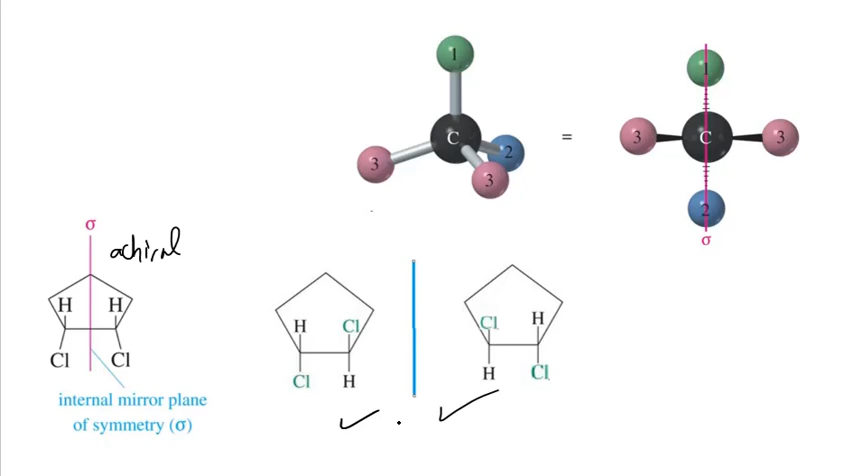 1
C
3
2
3
=
1
3
C
3
2
σ
σ
achiral
H H
Cl Cl
internal mirror plane
of symmetry (σ)
H Cl
Cl H
Cl H
H Cl